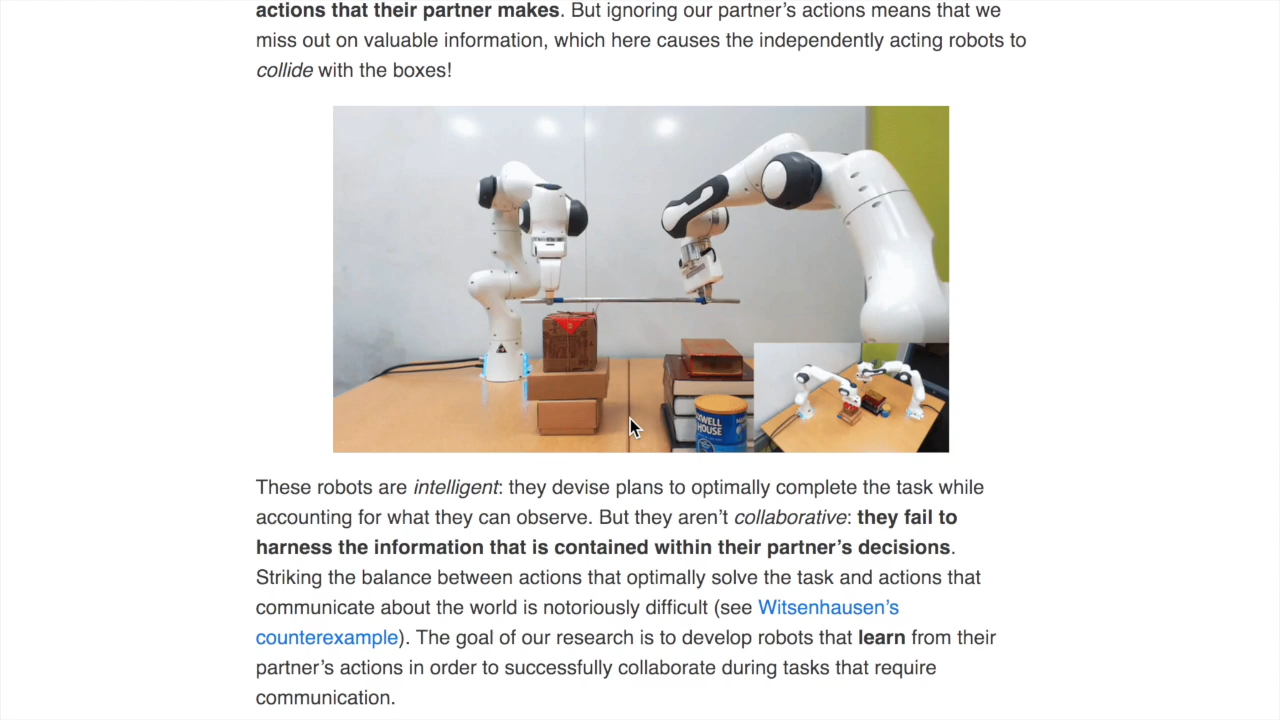 actions that their partner makes. But ignoring our partner’s actions means that we
miss out on valuable information, which here causes the independently acting robots to
collide with the boxes!
MAXWELL
HOUSE
These robots are intelligent: they devise plans to optimally complete the task while
accounting for what they can observe. But they aren’t collaborative: they fail to
harness the information that is contained within their partner’s decisions.
Striking the balance between actions that optimally solve the task and actions that
communicate about the world is notoriously difficult (see Witsenhausen’s
counterexample). The goal of our research is to develop robots that learn from their
partner’s actions in order to successfully collaborate during tasks that require
communication.